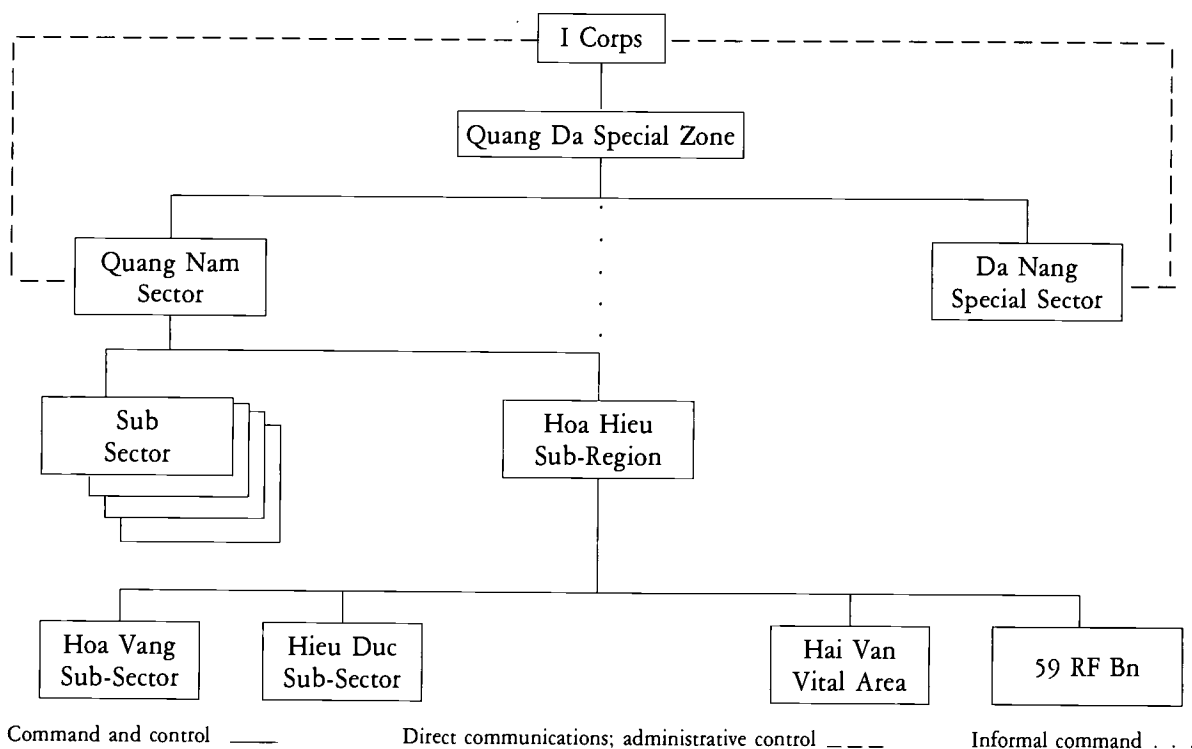 I Corps
Quang Da Special Zone
Quang Nam
Sector
Da Nang
Special Sector
Sub
Sector
Hoa Hieu
Sub-Region
Hoa Vang
Sub-Sector
Hieu Duc
Sub-Sector
Hai Van
Vital Area
59 RF Bn
Command and control ___ Direct communications; administrative control _ _ _ Informal command . . .